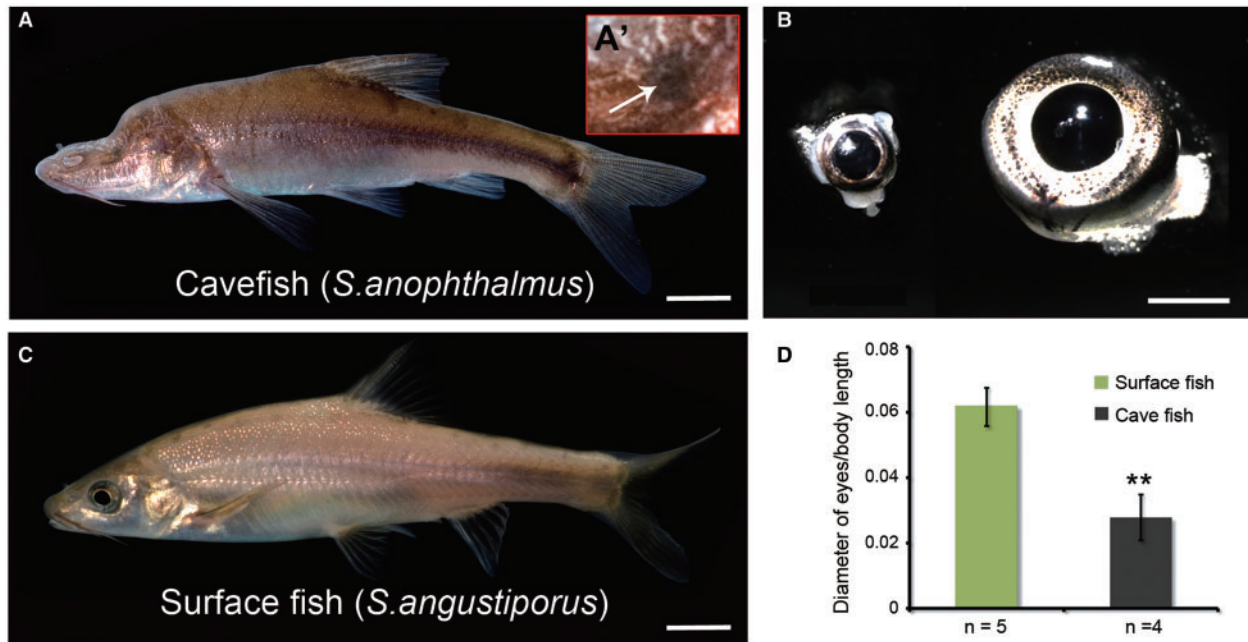 A
A'
Cavefish (S.anophthalmus)
B
C
Surface fish (S.angustiporus)
D
Diameter of eyes/body length
0.08
0.06
0.04
0.02
0
Surface fish
Cave fish
**
n = 5
n =4